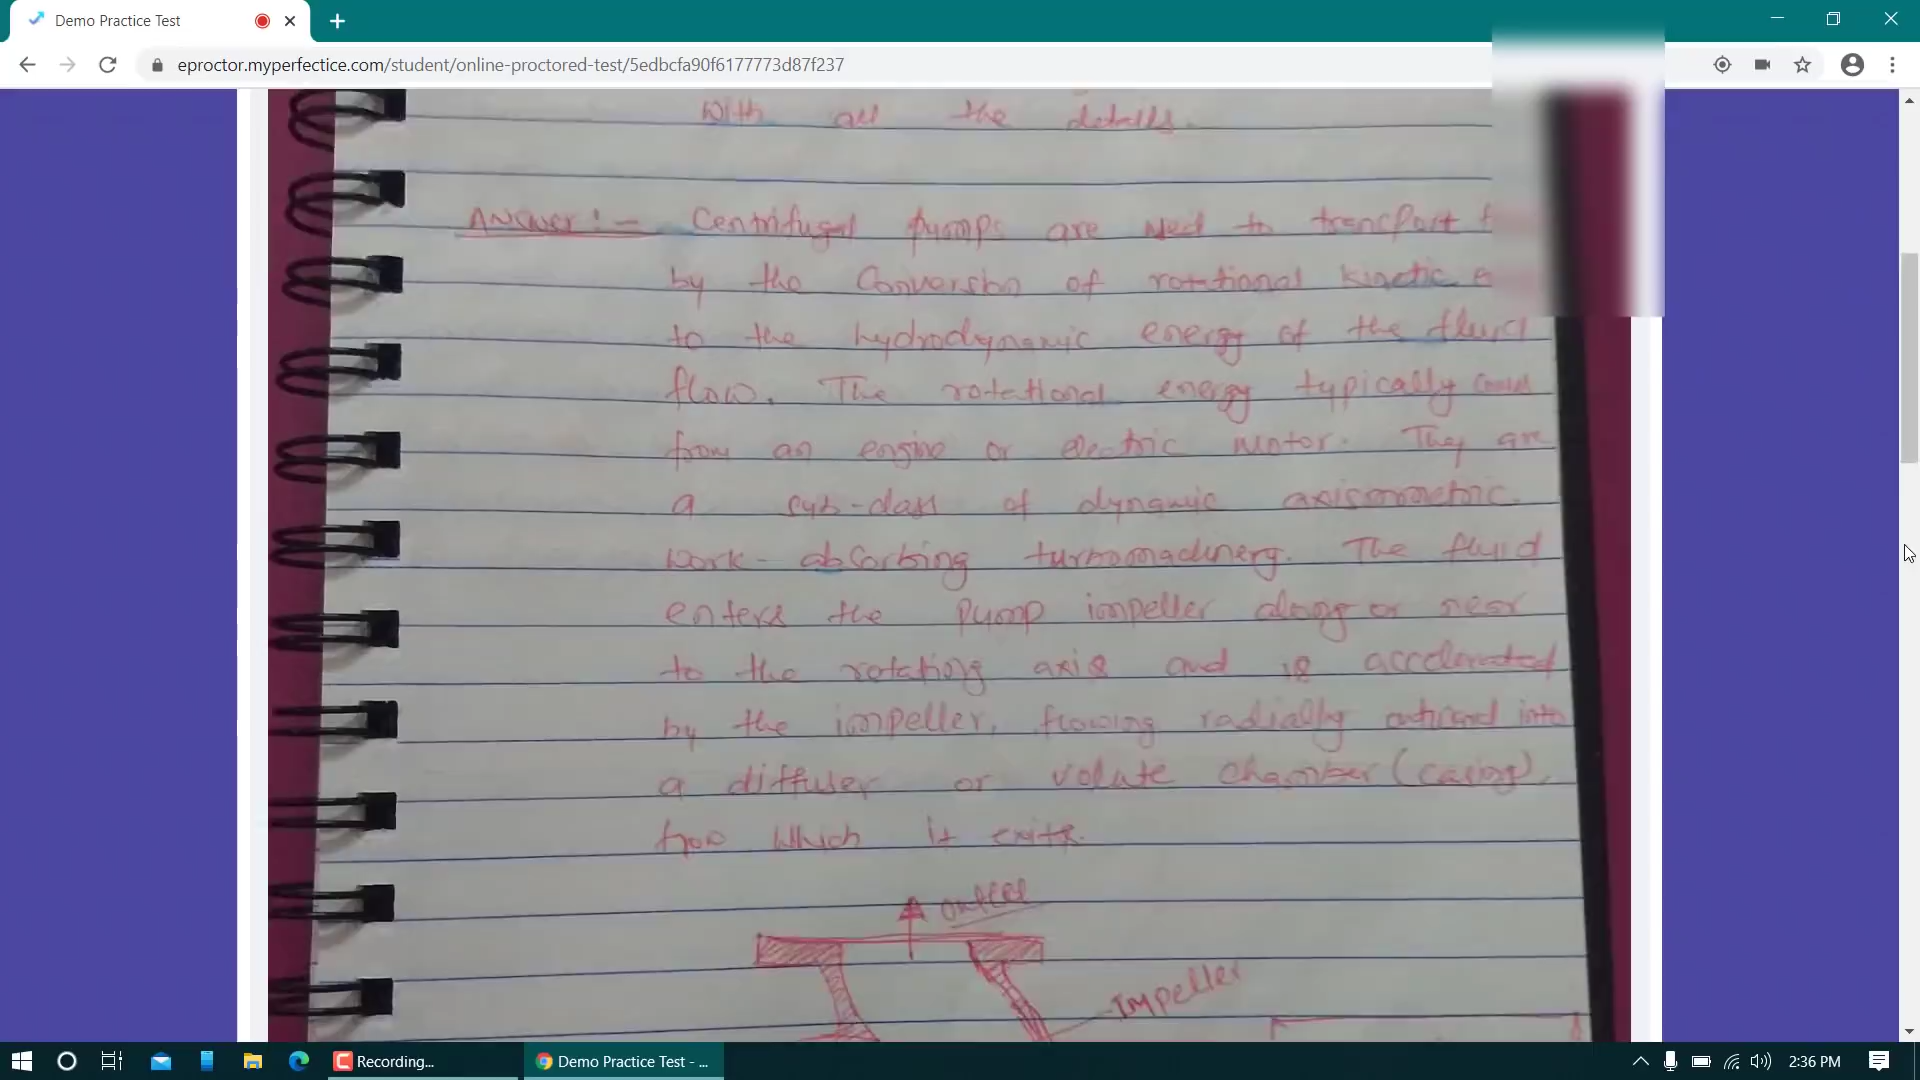 Demo Practice Test
eproctor.myperfectice.com/student/online-proctored-test/5edbcfa90f6177773d87f237
With all the details.
Answer:- Centrifugal pumps are used to transport
by the Conversion of rotational kinetic
to the hydrodynamic energy of the fluid
flow. The rotational energy typically
from an engine or electric motor. They are
a sub-class of dynamic axisymmetric
work-absorbing turbomachinery. The fluid
enters the pump impeller along or near
to the rotating axis and is accelerated
by the impeller, flowing radially outward into
a diffuser or volute chamber (casing),
from which it exits.
outlet
Impeller
Recording...
Demo Practice Test - ...
2:36 PM